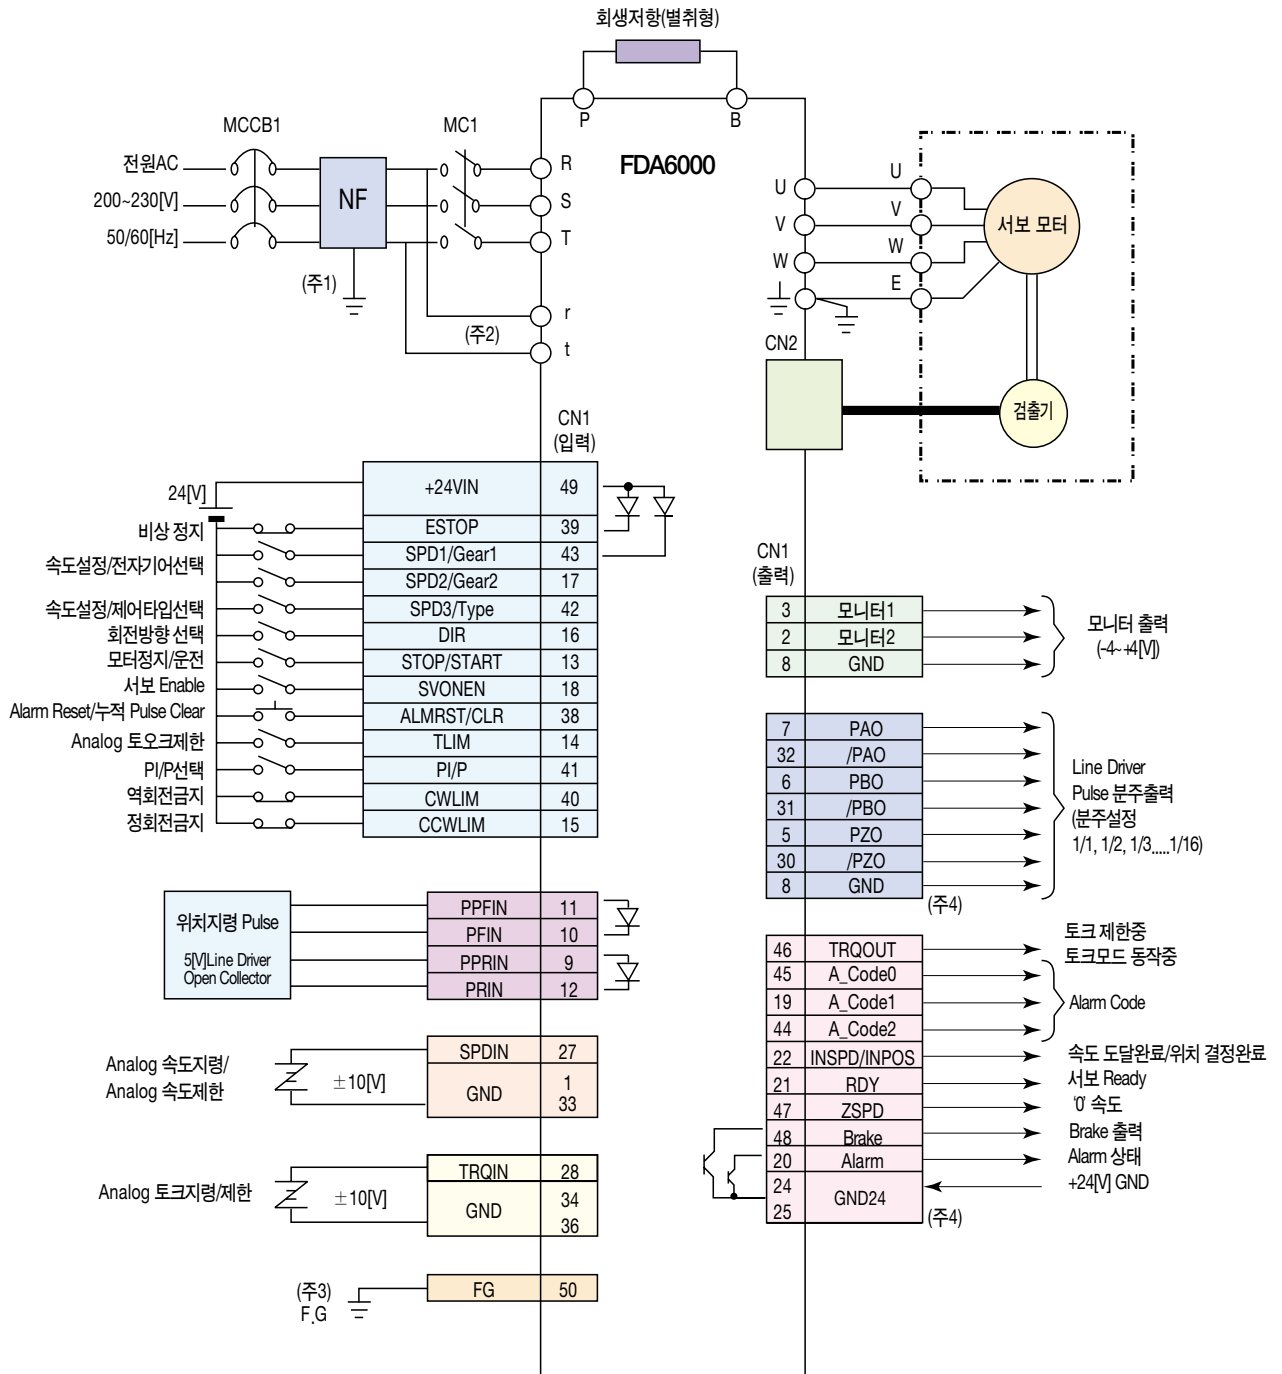 회생저항(별취형)
P
B
FDA6000
MCCB1
MC1
전원AC
200~230[V]
50/60[Hz]
NF
(주1)
(주2)
R
S
T
r
t
U
V
W
U
V
W
E
서보 모터
검출기
CN2
CN1
(입력)
24[V]
+24VIN 49
비상 정지 ESTOP 39
속도설정/전자기어선택 SPD1/Gear1 43
SPD2/Gear2 17
속도설정/제어타입선택 SPD3/Type 42
회전방향 선택 DIR 16
모터정지/운전 STOP/START 13
서보 Enable SVONEN 18
Alarm Reset/누적 Pulse Clear ALMRST/CLR 38
Analog 토오크제한 TLIM 14
PI/P선택 PI/P 41
역회전금지 CWLIM 40
정회전금지 CCWLIM 15
위치지령 Pulse
5[V]Line Driver
Open Collector
PPFIN 11
PFIN 10
PPRIN 9
PRIN 12
Analog 속도지령/
Analog 속도제한
±10[V]
SPDIN 27
GND 1
33
Analog 토크지령/제한
±10[V]
TRQIN 28
GND 34
36
(주3)
F.G
FG 50
CN1
(출력)
3 모니터1
2 모니터2
8 GND
모니터 출력
(-4~+4[V])
7 PAO
32 /PAO
6 PBO
31 /PBO
5 PZO
30 /PZO
8 GND
(주4)
Line Driver
Pulse 분주출력
(분주설정
1/1, 1/2, 1/3.....1/16)
46 TRQOUT
토크 제한중
토크모드 동작중
45 A_Code0
19 A_Code1
44 A_Code2
Alarm Code
22 INSPD/INPOS 속도 도달완료/위치 결정완료
21 RDY 서보 Ready
47 ZSPD '0' 속도
48 Brake Brake 출력
20 Alarm Alarm 상태
24 GND24 +24[V] GND
25
(주4)